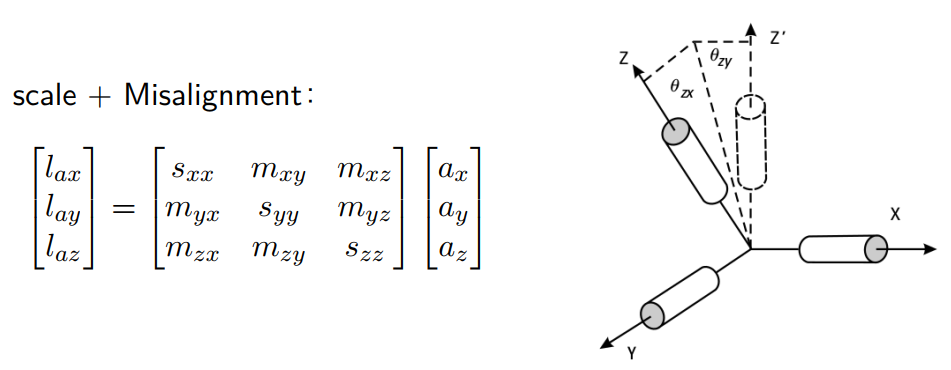 scale + Misalignment:
[l_ax] = [s_xx m_xy m_xz] [a_x]
[l_ay] = [m_yx s_yy m_yz] [a_y]
[l_az] = [m_zx m_zy s_zz] [a_z]
Z'
Z
θ_zy
θ_zx
X
Y